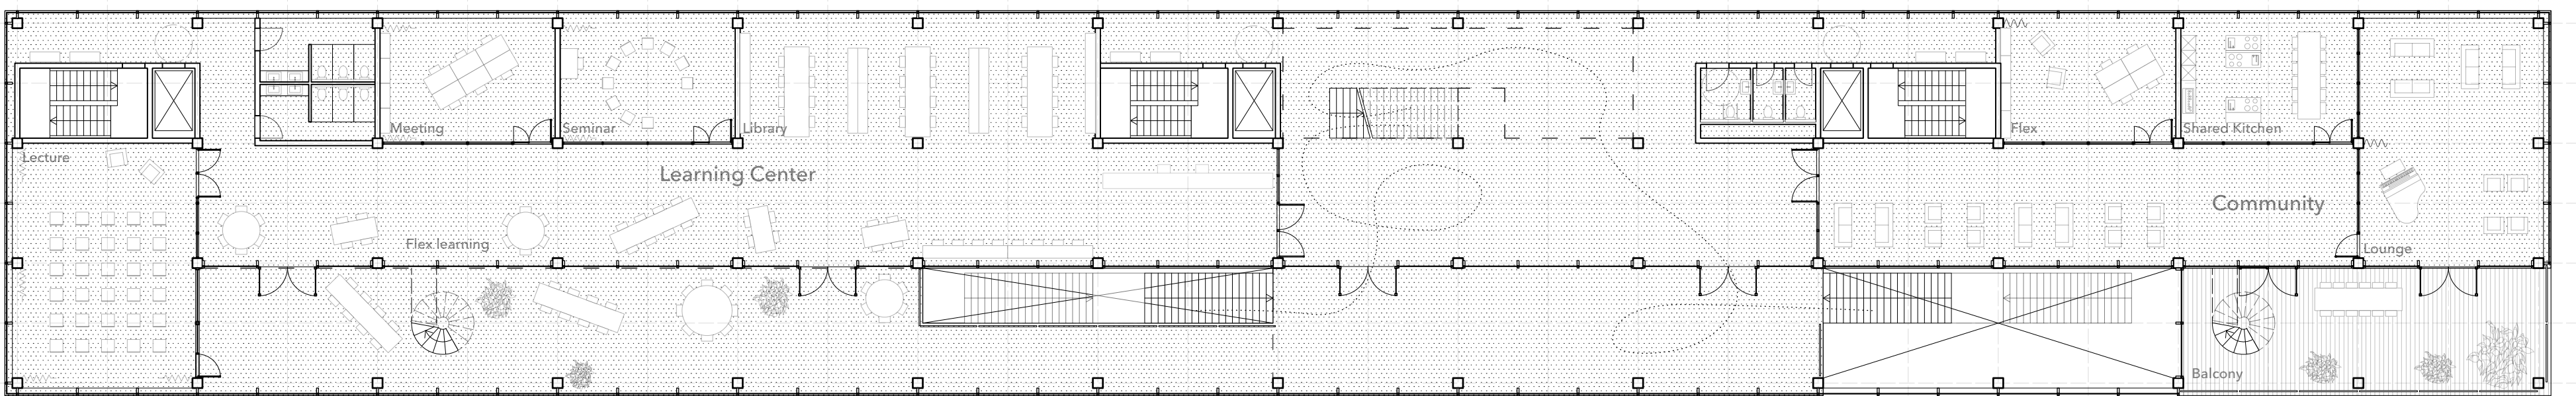 Meeting
Seminar
Library
Flex
Shared Kitchen
Lecture
Learning Center
Community
Flex learning
Lounge
Balcony